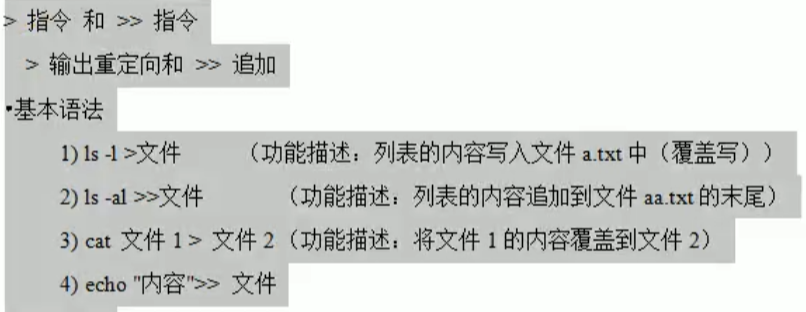 > 指令 和 >> 指令
> 输出重定向和 >> 追加
•基本语法
1) ls -l >文件 （功能描述：列表的内容写入文件 a.txt 中（覆盖写））
2) ls -al >>文件 （功能描述：列表的内容追加到文件 aa.txt 的末尾）
3) cat 文件 1 > 文件 2（功能描述：将文件 1 的内容覆盖到文件 2）
4) echo "内容">> 文件